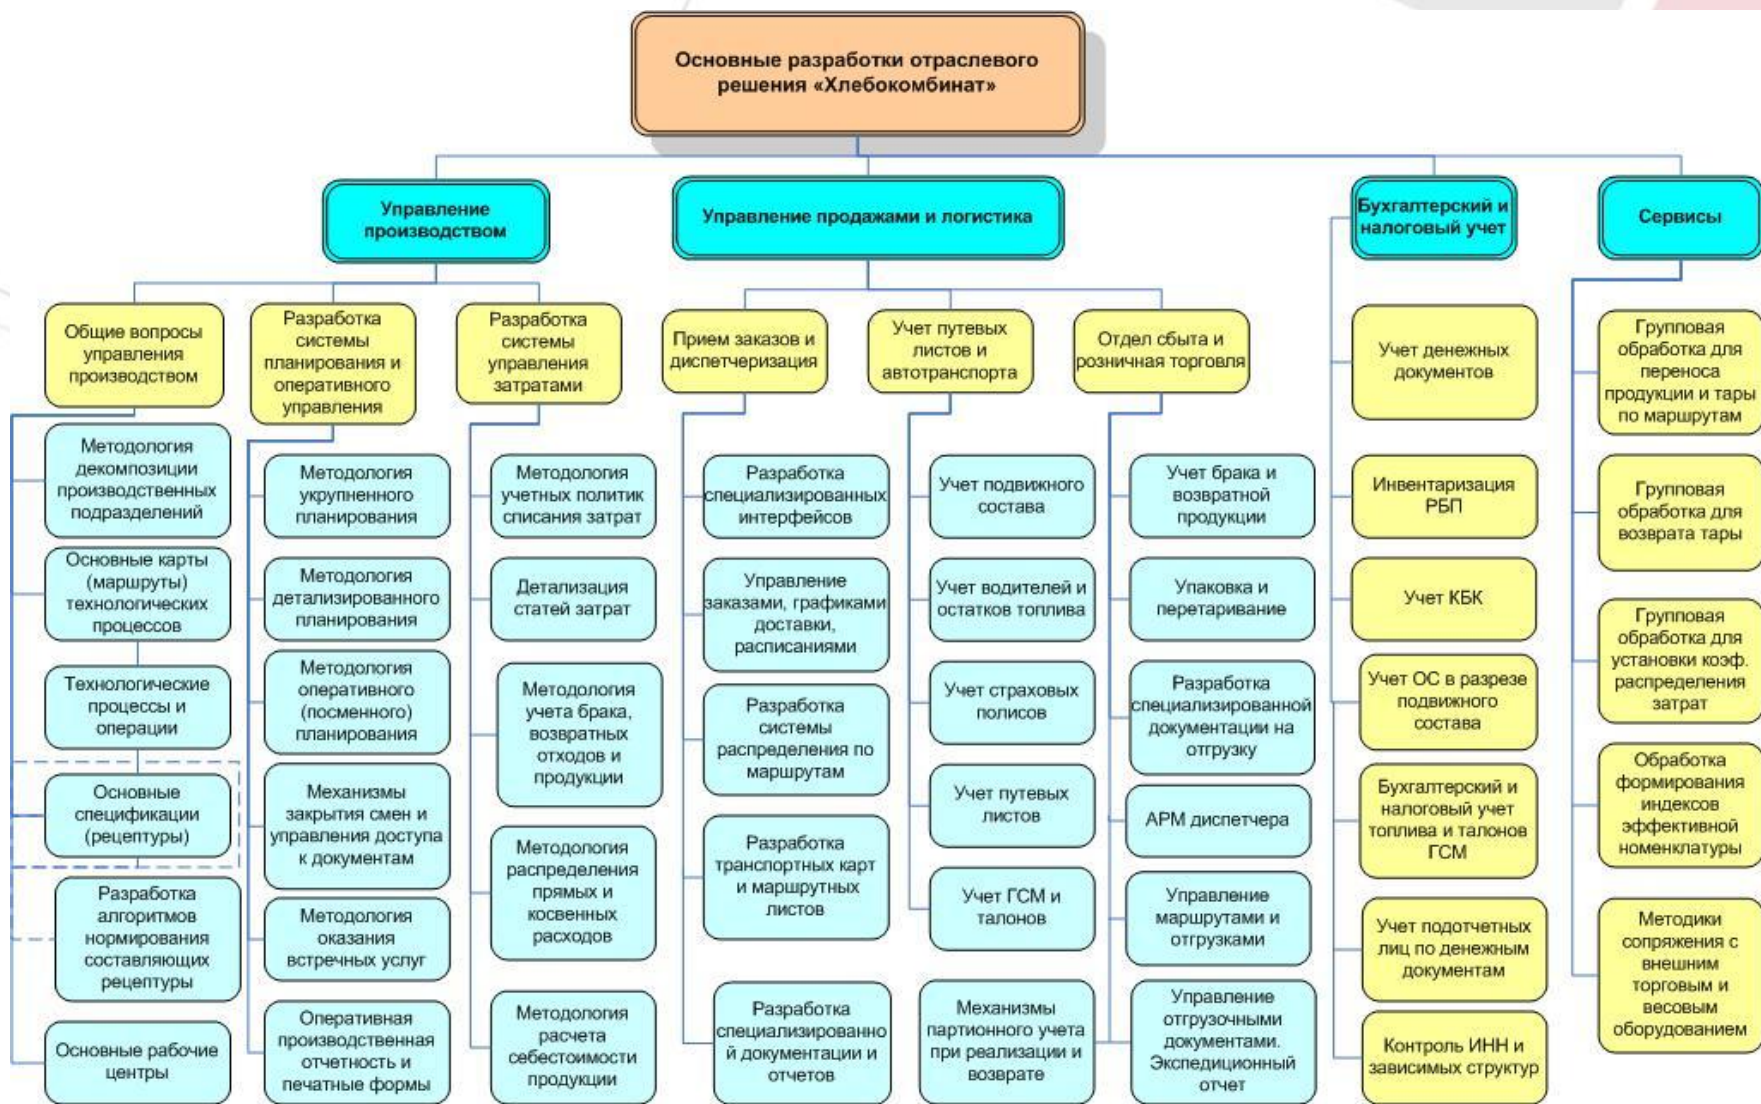 Основные разработки отраслевого
решения «Хлебокомбинат»
Управление
производством
Управление продажами и логистика
Бухгалтерский и
налоговый учет
Сервисы
Общие вопросы
управления
производством
Разработка
системы
планирования и
оперативного
управления
Разработка
системы
управления
затратами
Прием заказов и
диспетчеризация
Учет путевых
листов и
автотранспорта
Отдел сбыта и
розничная торговля
Методология
декомпозиции
производственных
подразделений
Основные карты
(маршруты)
технологических
процессов
Технологические
процессы и
операции
Основные
спецификации
(рецептуры)
Разработка
алгоритмов
нормирования
составляющих
рецептуры
Основные рабочие
центры
Методология
укрупненного
планирования
Методология
детализированного
планирования
Методология
оперативного
(посменного)
планирования
Механизмы
закрытия смен и
управления доступа
к документам
Методология
оказания
встречных услуг
Оперативная
производственная
отчетность и
печатные формы
Методология
учетных политик
списания затрат
Детализация
статей затрат
Методология
учета брака,
возвратных
отходов и
продукции
Методология
распределения
прямых и
косвенных
расходов
Методология
расчета
себестоимости
продукции
Разработка
специализированных
интерфейсов
Управление
заказами, графиками
доставки,
расписаниями
Разработка
системы
распределения по
маршрутам
Разработка
транспортных карт
и маршрутных
листов
Разработка
специализированно
й документации и
отчетов
Учет подвижного
состава
Учет водителей и
остатков топлива
Учет страховых
полисов
Учет путевых
листов
Учет ГСМ и
талонов
Механизмы
партионного учета
при реализации и
возврате
Учет брака и
возвратной
продукции
Упаковка и
перетаривание
Разработка
специализированной
документации на
отгрузку
АРМ диспетчера
Управление
маршрутами и
отгрузками
Управление
отгрузочными
документами.
Экспедиционный
отчет
Учет денежных
документов
Инвентаризация
РБП
Учет КБК
Учет ОС в разрезе
подвижного
состава
Бухгалтерский и
налоговый учет
топлива и талонов
ГСМ
Учет подотчетных
лиц по денежным
документам
Контроль ИНН и
зависимых структур
Групповая
обработка для
переноса
продукции и тары
по маршрутам
Групповая
обработка для
возврата тары
Групповая
обработка для
установки коэф.
распределения
затрат
Обработка
формирования
индексов
эффективной
номенклатуры
Методики
сопряжения с
внешним
торговым и
весовым
оборудованием